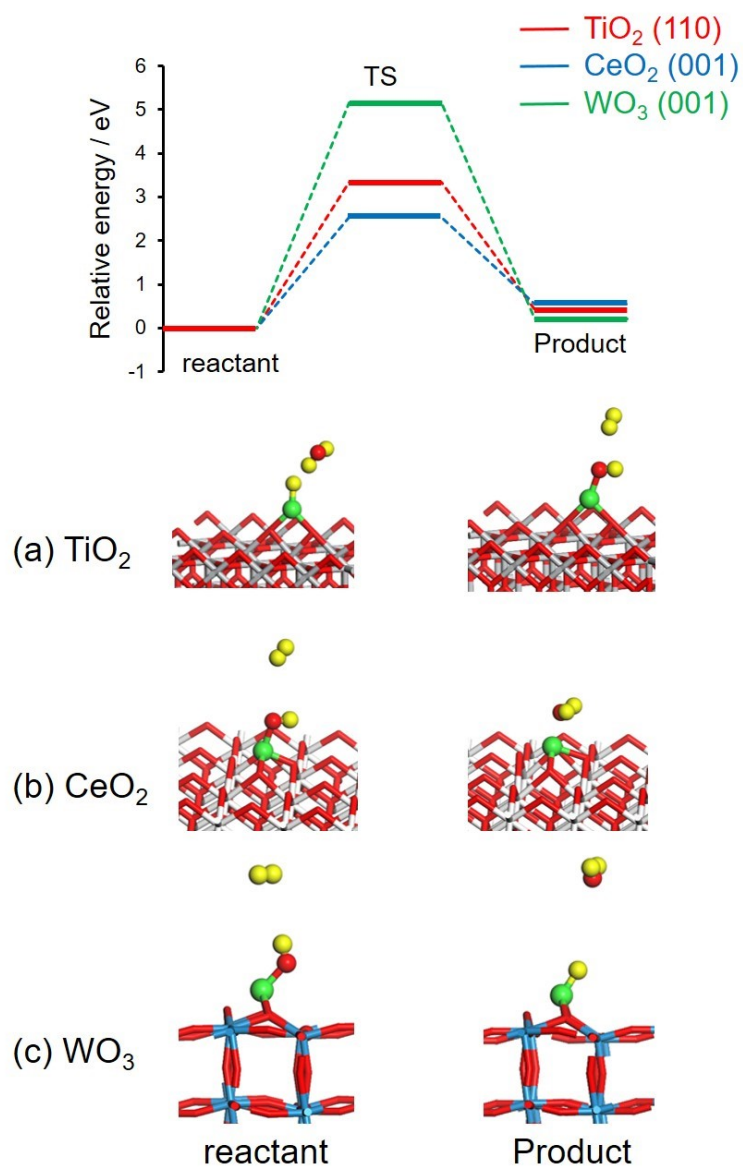 TiO₂ (110)
CeO₂ (001)
WO₃ (001)
Relative energy / eV
6
5
4
3
2
1
0
-1
TS
reactant
Product
(a) TiO₂
(b) CeO₂
(c) WO₃
reactant Product